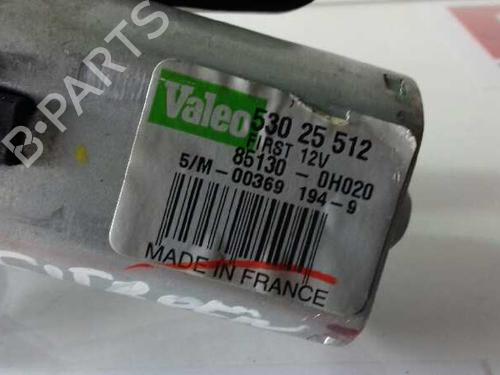 B-PARTS
Valeo
530 25 512
FIRST 12V
85130 - 0H020
5/M-00369 194-9
MADE IN FRANCE